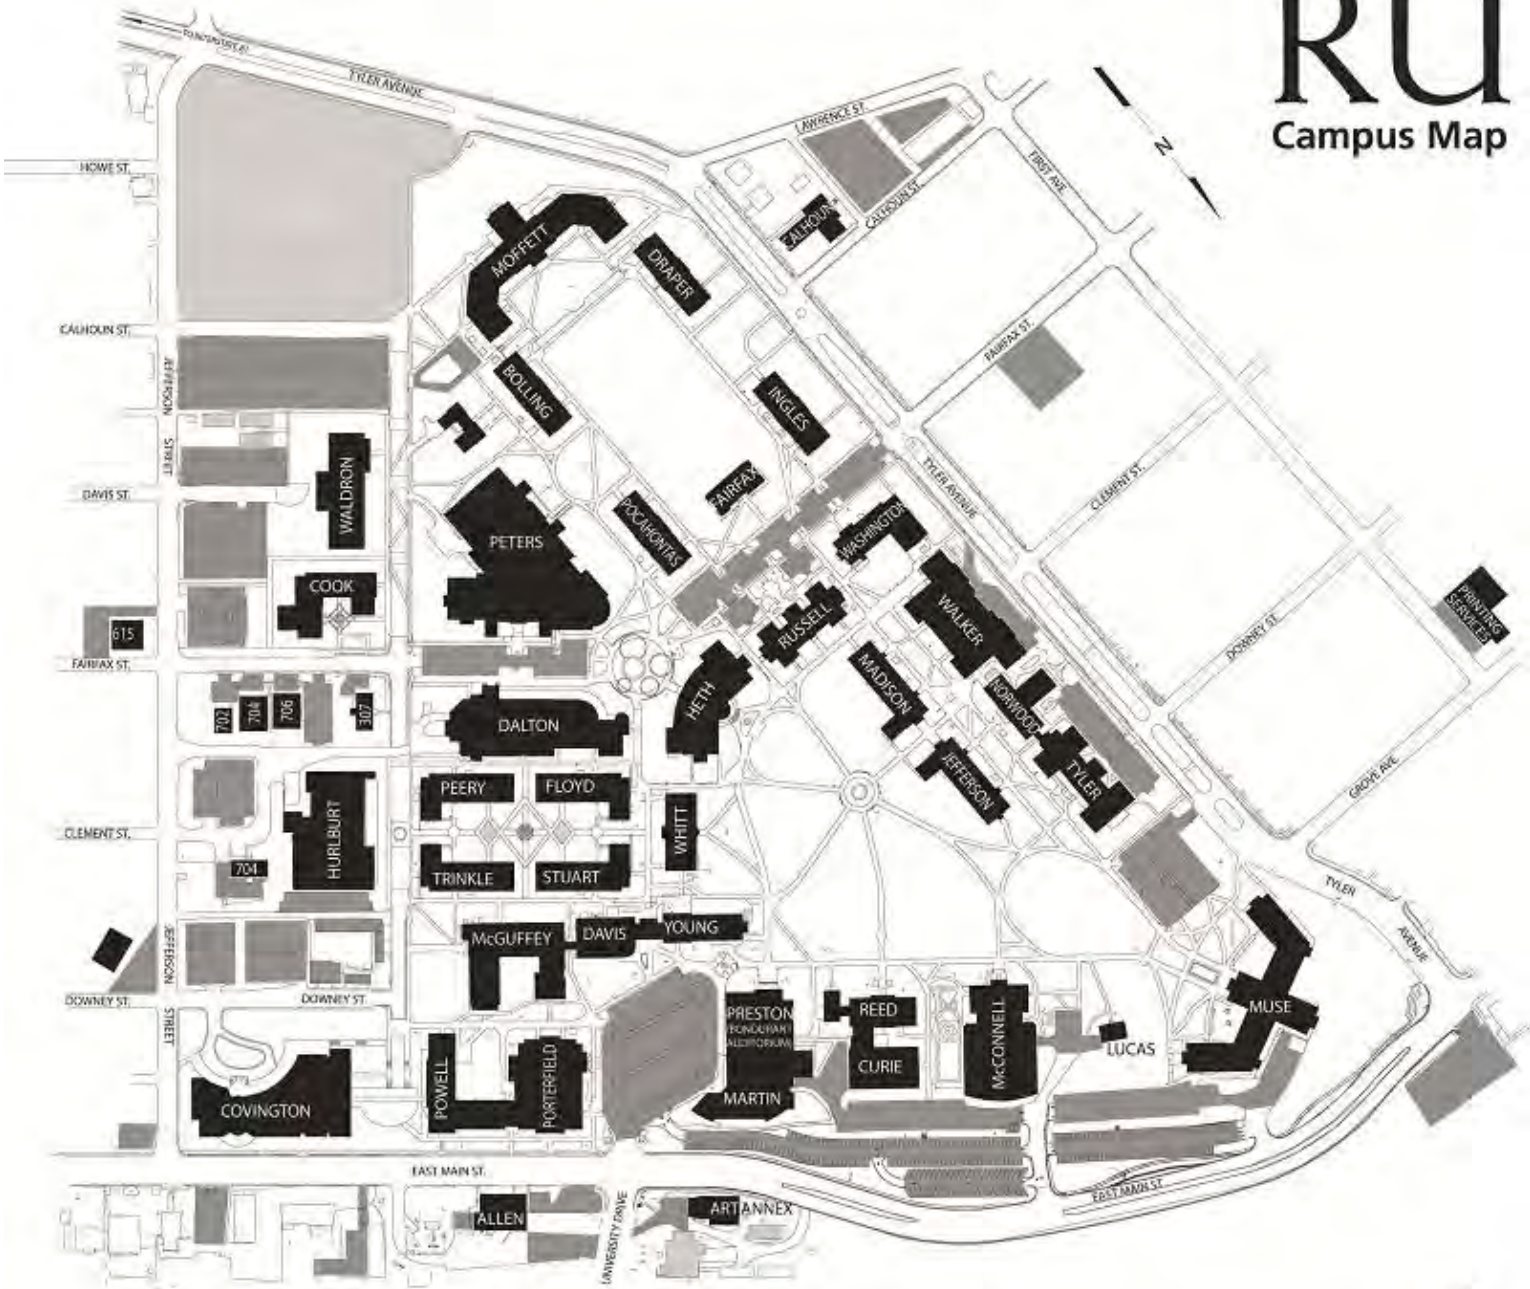 RU
Campus Map
TO INTERSTATE 81
TYLER AVENUE
LAWRENCE ST.
HOWE ST.
FIRST AVE
N
CALHOUN
CALHOUN ST.
MOFFETT
DRAPER
CALHOUN ST.
FAIRFAX ST.
JEFFERSON
STREET
BOLLING
INGLES
WALDRON
DAVIS ST.
FAIRFAX
TYLER AVENUE
CLEMENT ST.
POCAHONTAS
WASHINGTON
PETERS
COOK
PRINTING
SERVICES
615
RUSSELL
WALKER
DOWNEY ST.
FAIRFAX ST.
MADISON
HETH
NORWOOD
702
704
706
307
DALTON
JEFFERSON
TYLER
GROVE AVE
PEERY
FLOYD
HURLBURT
CLEMENT ST.
WHITT
704
TRINKLE
STUART
TYLER
AVENUE
McGUFFEY
DAVIS
YOUNG
JEFFERSON
STREET
DOWNEY ST.
DOWNEY ST.
PRESTON
(BONDURANT
AUDITORIUM)
REED
McCONNELL
MUSE
LUCAS
CURIE
POWELL
PORTERFIELD
COVINGTON
MARTIN
EAST MAIN ST.
EAST MAIN ST.
ALLEN
UNIVERSITY DRIVE
ART ANNEX